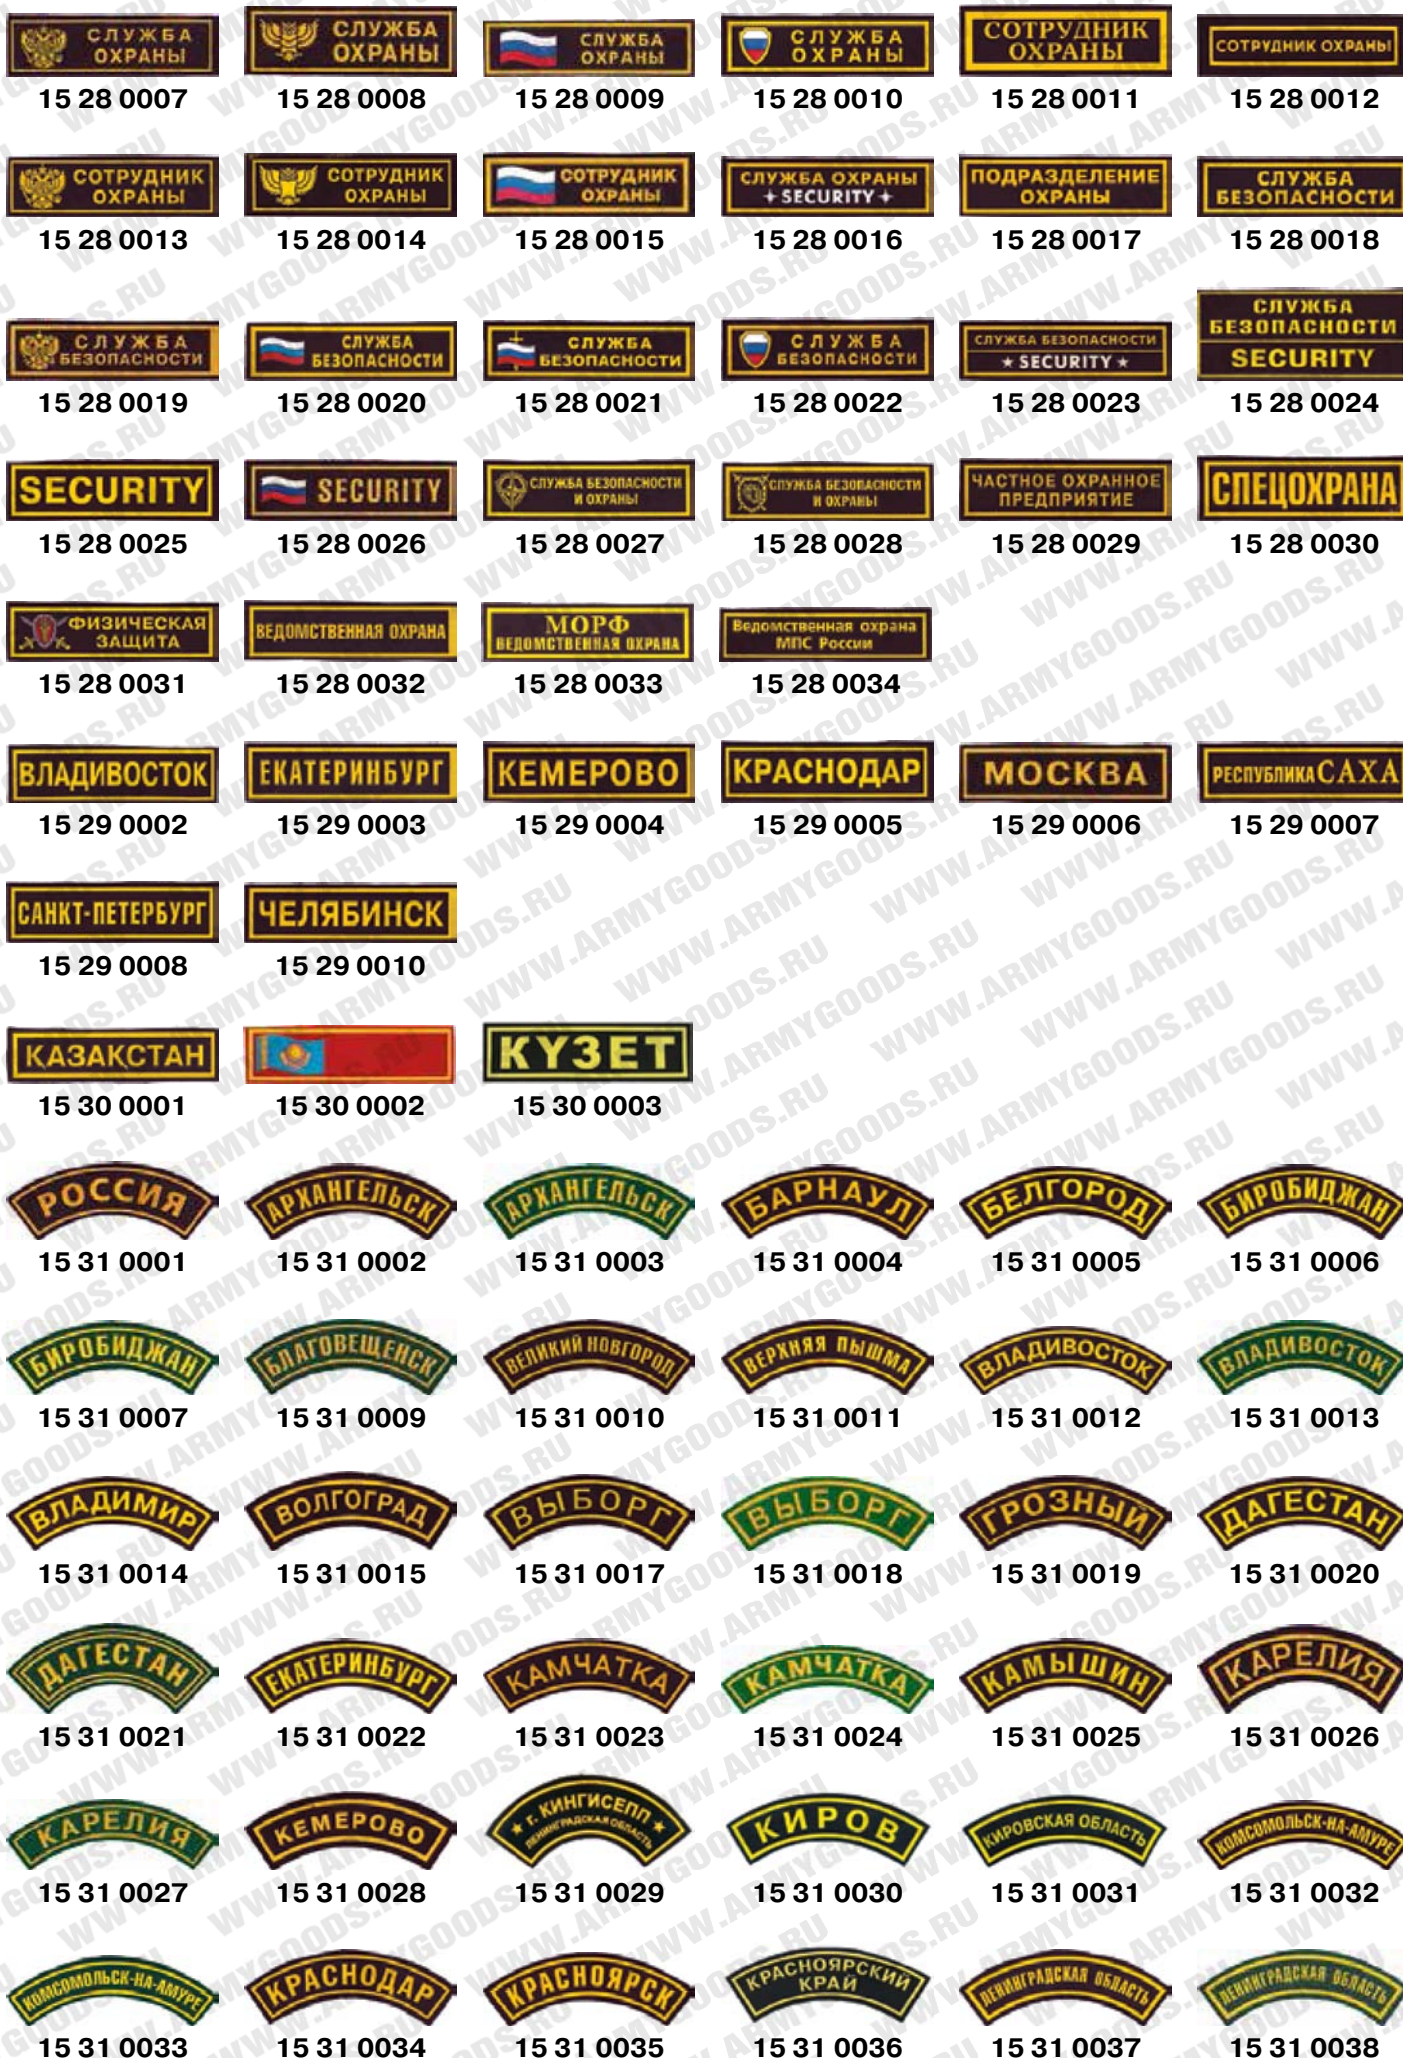 СЛУЖБА
ОХРАНЫ
СЛУЖБА
ОХРАНЫ
СЛУЖБА
ОХРАНЫ
СЛУЖБА
ОХРАНЫ
СОТРУДНИК
ОХРАНЫ
СОТРУДНИК ОХРАНЫ
15 28 0007 15 28 0008 15 28 0009 15 28 0010 15 28 0011 15 28 0012
СОТРУДНИК
ОХРАНЫ
СОТРУДНИК
ОХРАНЫ
СОТРУДНИК
ОХРАНЫ
СЛУЖБА ОХРАНЫ
SECURITY
ПОДРАЗДЕЛЕНИЕ
ОХРАНЫ
СЛУЖБА
БЕЗОПАСНОСТИ
15 28 0013 15 28 0014 15 28 0015 15 28 0016 15 28 0017 15 28 0018
СЛУЖБА
БЕЗОПАСНОСТИ
СЛУЖБА
БЕЗОПАСНОСТИ
СЛУЖБА
БЕЗОПАСНОСТИ
СЛУЖБА
БЕЗОПАСНОСТИ
СЛУЖБА БЕЗОПАСНОСТИ
★ SECURITY ★
СЛУЖБА
БЕЗОПАСНОСТИ
SECURITY
15 28 0019 15 28 0020 15 28 0021 15 28 0022 15 28 0023 15 28 0024
SECURITY
SECURITY
СЛУЖБА БЕЗОПАСНОСТИ
И ОХРАНЫ
СЛУЖБА БЕЗОПАСНОСТИ
И ОХРАНЫ
ЧАСТНОЕ ОХРАННОЕ
ПРЕДПРИЯТИЕ
СПЕЦОХРАНА
15 28 0025 15 28 0026 15 28 0027 15 28 0028 15 28 0029 15 28 0030
ФИЗИЧЕСКАЯ
ЗАЩИТА
ВЕДОМСТВЕННАЯ ОХРАНА
МОРФ
ВЕДОМСТВЕННАЯ ОХРАНА
Ведомственная охрана
МПС России
15 28 0031 15 28 0032 15 28 0033 15 28 0034
ВЛАДИВОСТОК ЕКАТЕРИНБУРГ КЕМЕРОВО КРАСНОДАР МОСКВА РЕСПУБЛИКА САХА
15 29 0002 15 29 0003 15 29 0004 15 29 0005 15 29 0006 15 29 0007
САНКТ-ПЕТЕРБУРГ ЧЕЛЯБИНСК
15 29 0008 15 29 0010
КАЗАКСТАН КУЗЕТ
15 30 0001 15 30 0002 15 30 0003
РОССИЯ АРХАНГЕЛЬСК АРХАНГЕЛЬСК БАРНАУЛ БЕЛГОРОД БИРОБИДЖАН
15 31 0001 15 31 0002 15 31 0003 15 31 0004 15 31 0005 15 31 0006
БИРОБИДЖАН БЛАГОВЕЩЕНСК ВЕЛИКИЙ НОВГОРОД ВЕРХНЯЯ ПЫШМА ВЛАДИВОСТОК ВЛАДИВОСТОК
15 31 0007 15 31 0009 15 31 0010 15 31 0011 15 31 0012 15 31 0013
ВЛАДИМИР ВОЛГОГРАД ВЫБОРГ ВЫБОРГ ГРОЗНЫЙ ДАГЕСТАН
15 31 0014 15 31 0015 15 31 0017 15 31 0018 15 31 0019 15 31 0020
ДАГЕСТАН ЕКАТЕРИНБУРГ КАМЧАТКА КАМЧАТКА КАМЫШИН КАРЕЛИЯ
15 31 0021 15 31 0022 15 31 0023 15 31 0024 15 31 0025 15 31 0026
КАРЕЛИЯ
КЕМЕРОВО
★ г. КИНГИСЕПП ★
ЛЕНИНГРАДСКАЯ ОБЛАСТЬ
КИРОВ
КИРОВСКАЯ ОБЛАСТЬ
КОМСОМОЛЬСК-НА-АМУРЕ
15 31 0027 15 31 0028 15 31 0029 15 31 0030 15 31 0031 15 31 0032
КОМСОМОЛЬСК-НА-АМУРЕ
КРАСНОДАР
КРАСНОЯРСК
КРАСНОЯРСКИЙ
КРАЙ
ЛЕНИНГРАДСКАЯ ОБЛАСТЬ
ЛЕНИНГРАДСКАЯ ОБЛАСТЬ
15 31 0033 15 31 0034 15 31 0035 15 31 0036 15 31 0037 15 31 0038
WWW.ARMYGOODS.RU